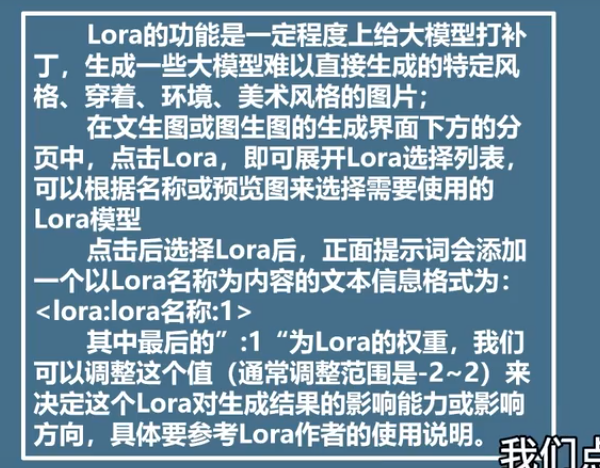 Lora的功能是一定程度上给大模型打补
丁，生成一些大模型难以直接生成的特定风
格、穿着、环境、美术风格的图片；
在文生图或图生图的生成界面下方的分
页中，点击Lora，即可展开Lora选择列表，
可以根据名称或预览图来选择需要使用的
Lora模型
点击后选择Lora后，正面提示词会添加
一个以Lora名称为内容的文本信息格式为：
<lora:lora名称:1>
其中最后的”:1“为Lora的权重，我们
可以调整这个值（通常调整范围是-2~2）来
决定这个Lora对生成结果的影响能力或影响
方向，具体要参考Lora作者的使用说明。
我们点